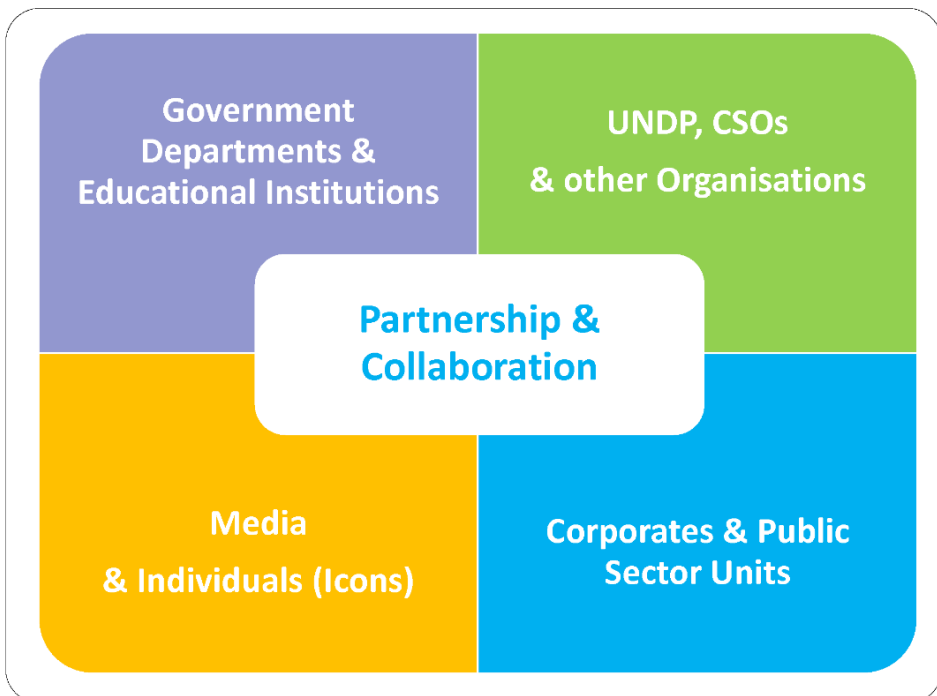 Government
Departments &
Educational Institutions
UNDP, CSOs
& other Organisations
Partnership &
Collaboration
Media
& Individuals (Icons)
Corporates & Public
Sector Units